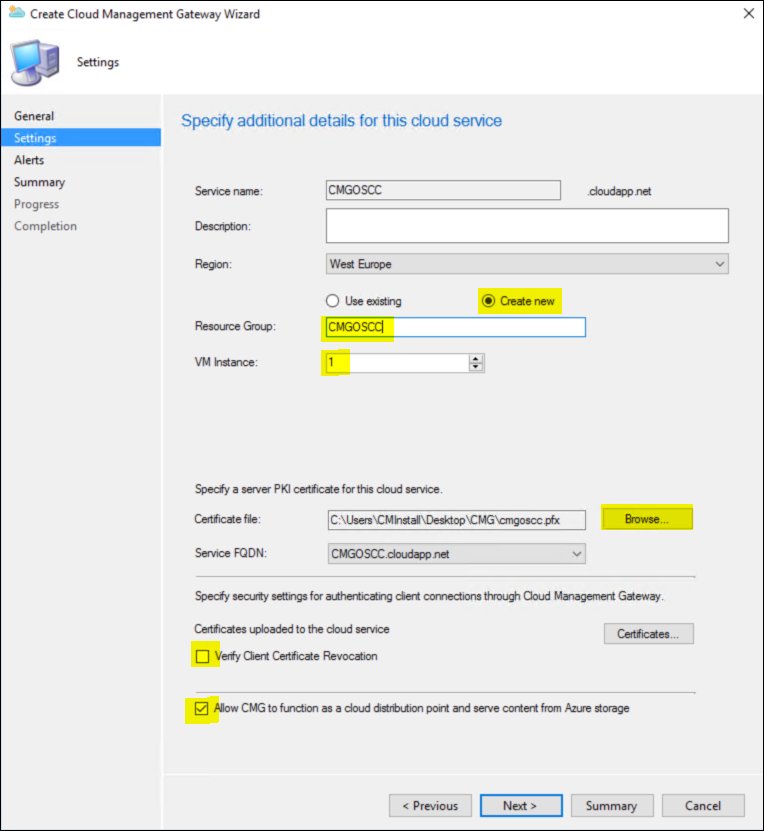 Create Cloud Management Gateway Wizard
Settings
General
Settings
Alerts
Summary
Progress
Completion
Specify additional details for this cloud service
Service name: CMGOSCC .cloudapp.net
Description:
Region: West Europe
Use existing Create new
Resource Group: CMGOSCC
VM Instance: 1
Specify a server PKI certificate for this cloud service.
Certificate file: C:\Users\CMInstall\Desktop\CMG\cmgoscc.pfx Browse...
Service FQDN: CMGOSCC.cloudapp.net
Specify security settings for authenticating client connections through Cloud Management Gateway.
Certificates uploaded to the cloud service Certificates...
Verify Client Certificate Revocation
Allow CMG to function as a cloud distribution point and serve content from Azure storage
< Previous Next > Summary Cancel